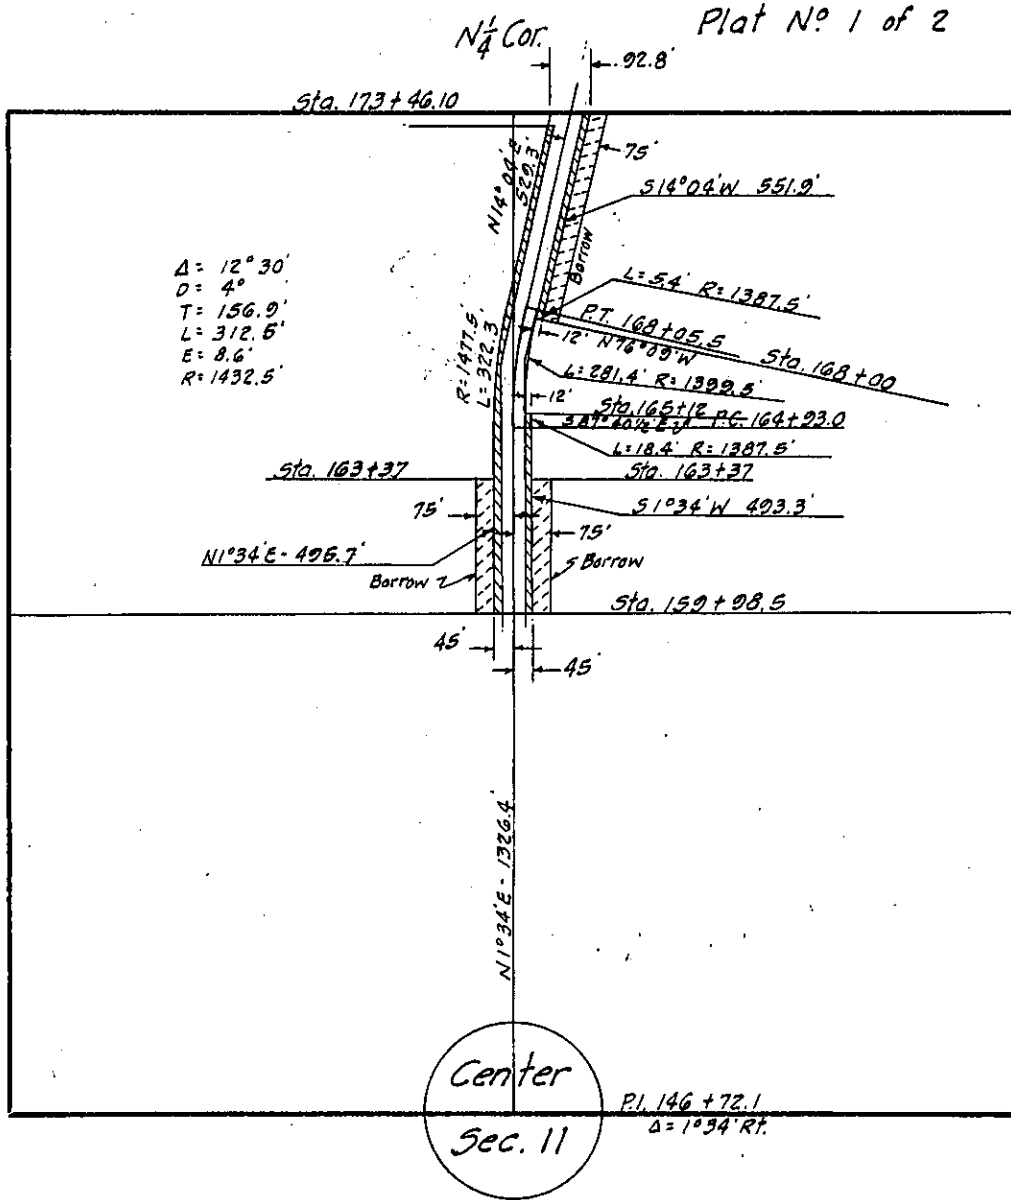 Plat Nº 1 of 2
N¼ Cor.
92.8'
Sta. 173+46.10
75'
N14°04'E
529.3'
S14°04'W 551.9'
Borrow
Δ= 12°30'
D= 4°
T= 156.9'
L= 312.5'
E= 8.6'
R= 1432.5'
L=5.4' R=1387.5'
P.T. 168+05.5
12' N76°09'W
Sta. 168+00
R=1477.5'
L=322.3'
L=281.4' R=1399.5'
12'
Sta. 165+12 P.C. 164+93.0
L=18.4' R=1387.5'
Sta. 163+37
Sta. 163+37
75'
S1°34'W 493.3'
75'
N1°34'E - 495.7'
Borrow
Borrow
Sta. 159+98.5
45'
45'
N1°34'E - 1326.4'
Center
Sec. 11
P.I. 146+72.1
Δ= 1°34' Rt.